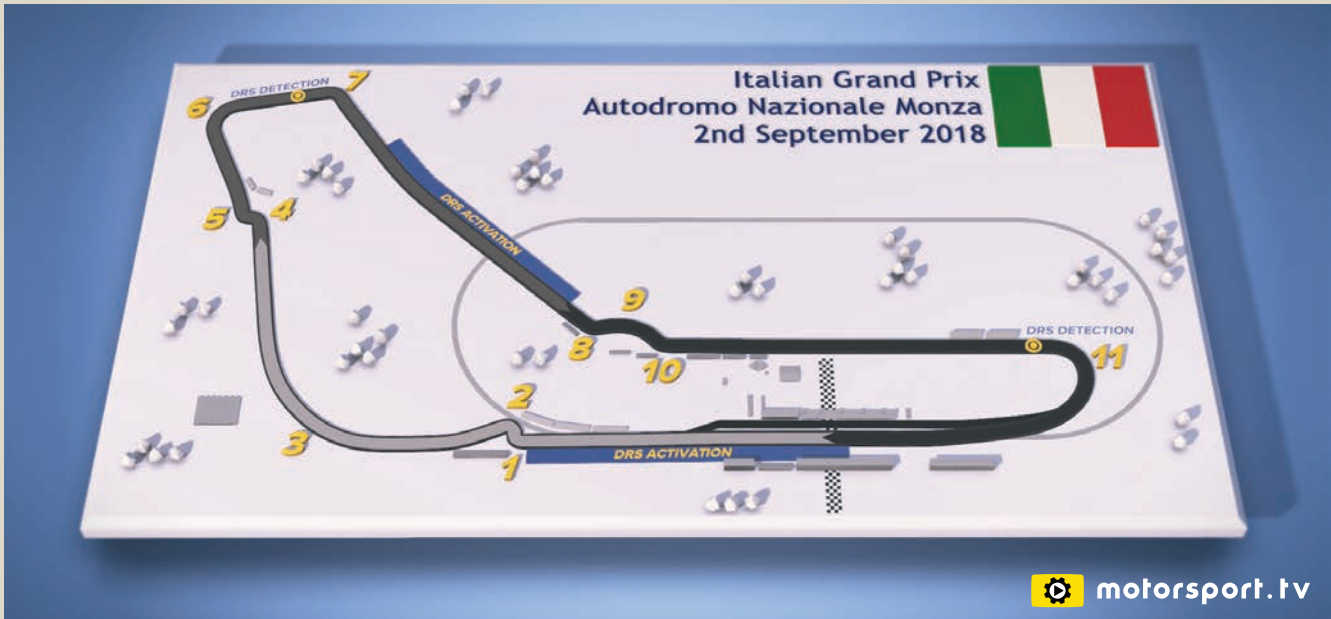 Italian Grand Prix
Autodromo Nazionale Monza
2nd September 2018
DRS DETECTION
7
6
DRS ACTIVATION
5
4
9
DRS DETECTION
8
10
11
2
3
1
DRS ACTIVATION
motorsport.tv